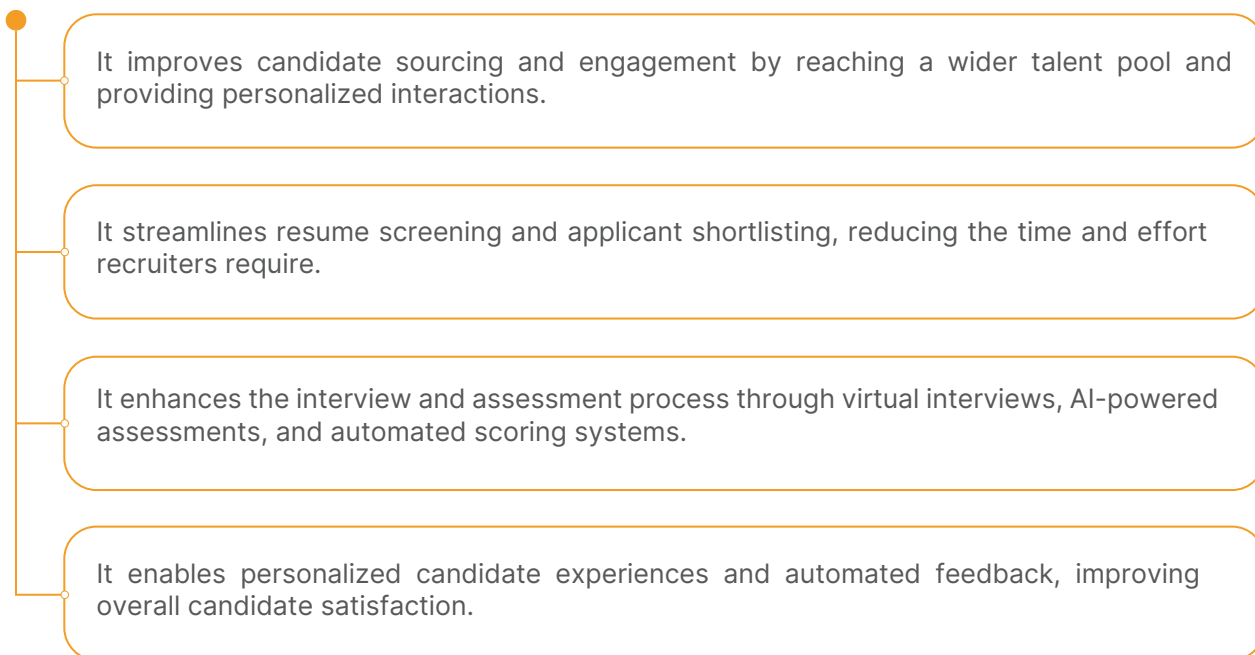 It improves candidate sourcing and engagement by reaching a wider talent pool and
providing personalized interactions.
It streamlines resume screening and applicant shortlisting, reducing the time and effort
recruiters require.
It enhances the interview and assessment process through virtual interviews, AI-powered
assessments, and automated scoring systems.
It enables personalized candidate experiences and automated feedback, improving
overall candidate satisfaction.